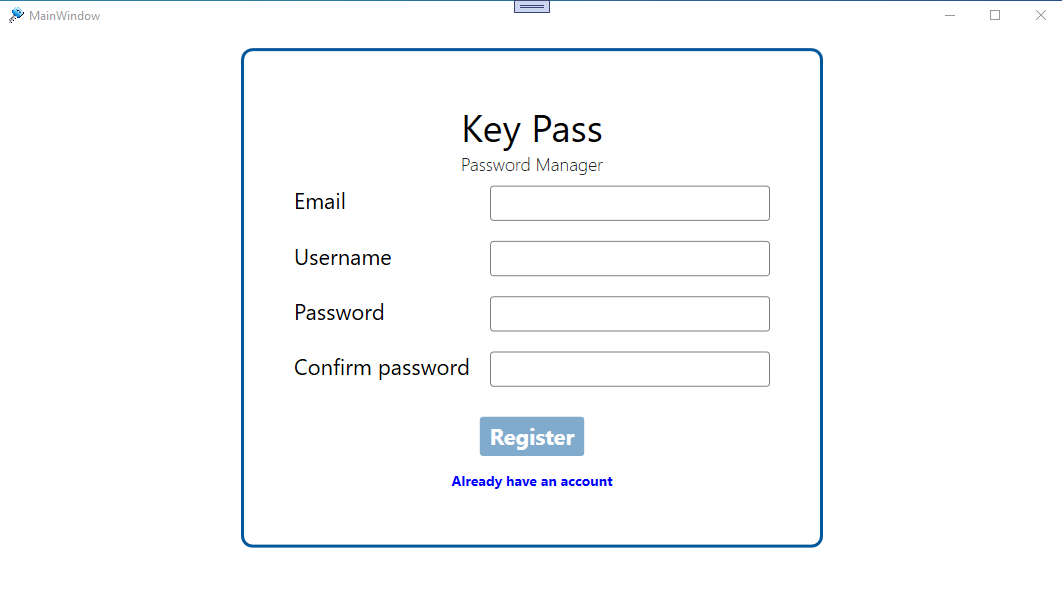 MainWindow
Key Pass
Password Manager
Email
Username
Password
Confirm password
Register
Already have an account